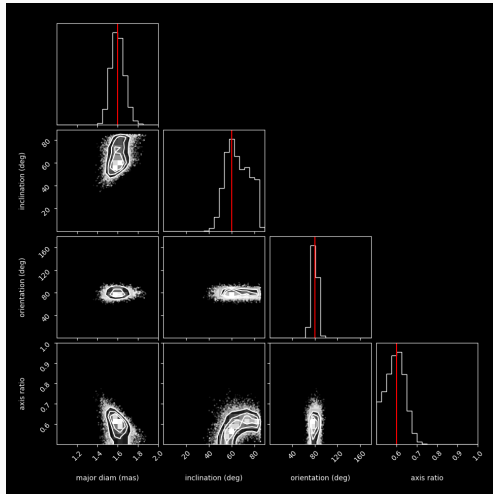 inclination (deg)
80
60
40
20
orientation (deg)
160
120
80
40
axis ratio
1.0
0.9
0.8
0.7
0.6
1.2 1.4 1.6 1.8 2.0
20 40 60 80
40 80 120 160
0.6 0.7 0.8 0.9 1.0
major diam (mas) inclination (deg) orientation (deg) axis ratio